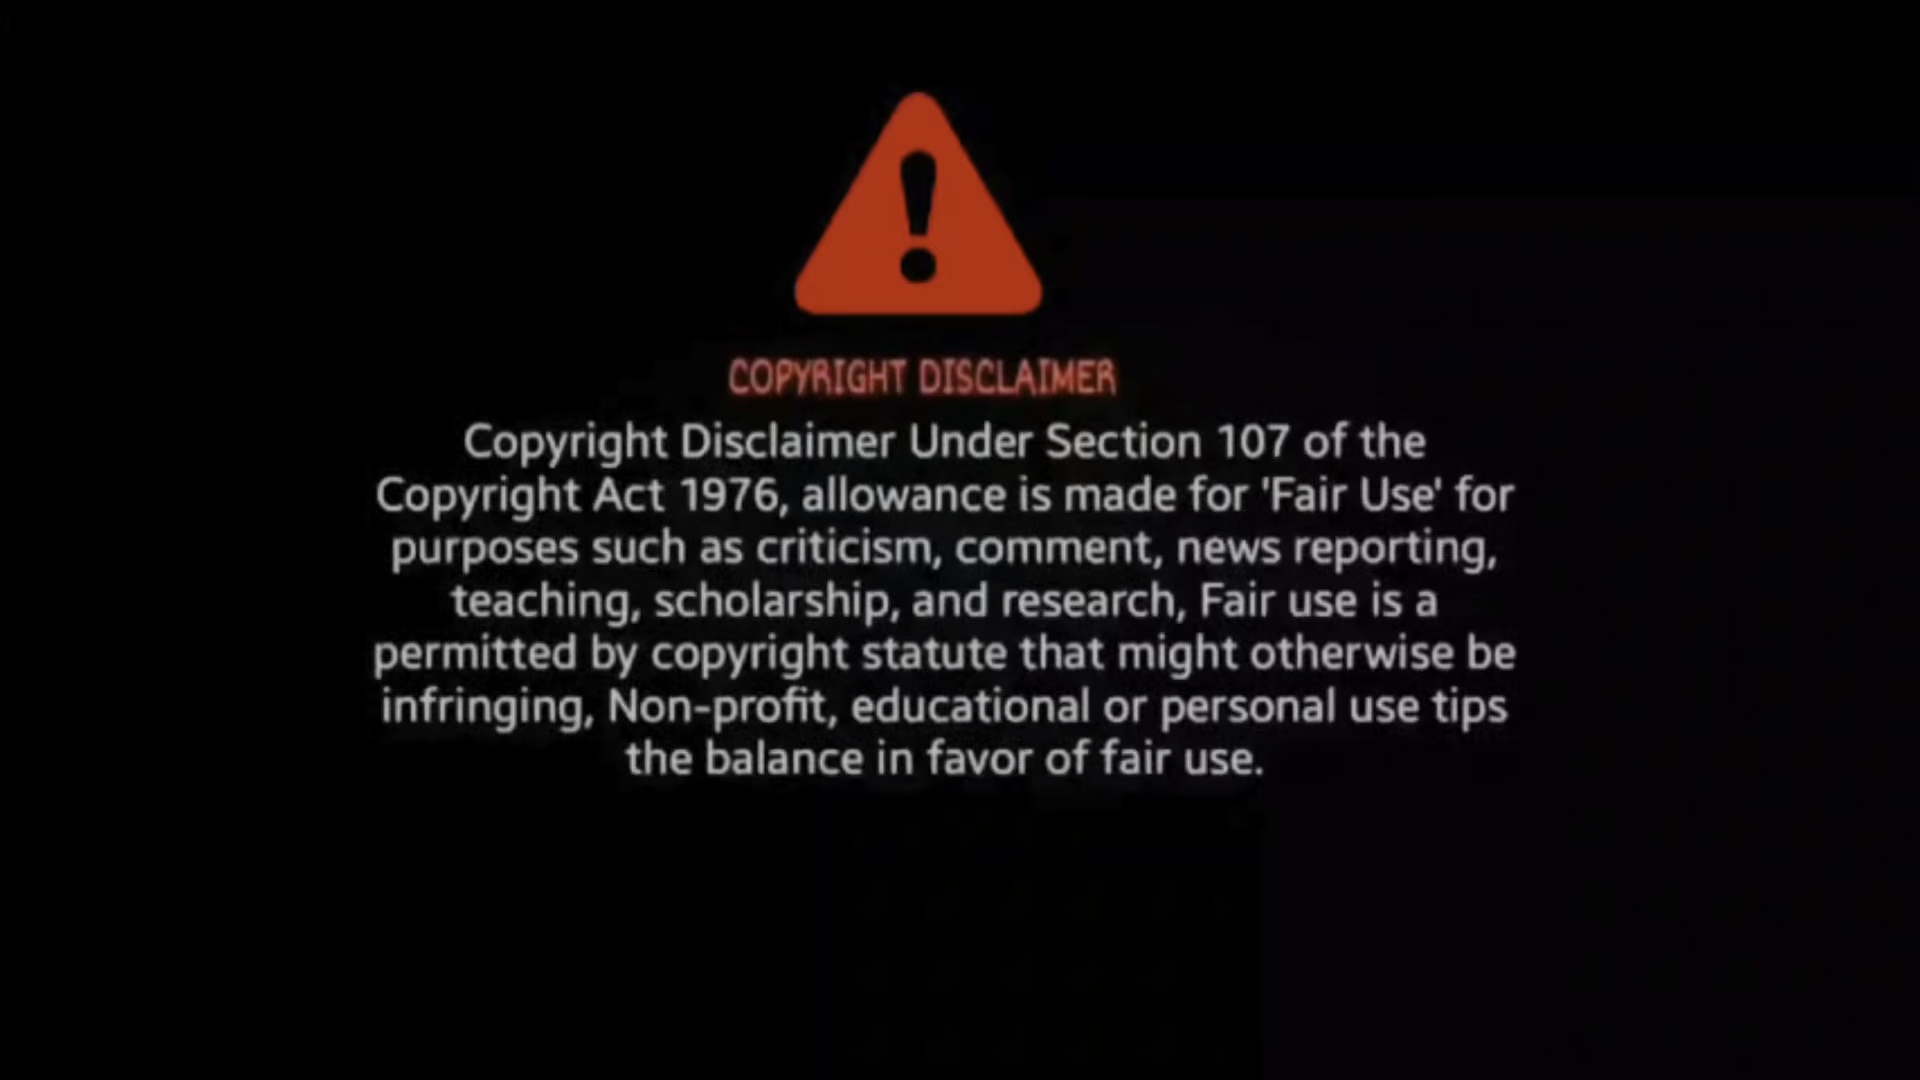 COPYRIGHT DISCLAIMER
Copyright Disclaimer Under Section 107 of the
Copyright Act 1976, allowance is made for 'Fair Use' for
purposes such as criticism, comment, news reporting,
teaching, scholarship, and research, Fair use is a
permitted by copyright statute that might otherwise be
infringing, Non-profit, educational or personal use tips
the balance in favor of fair use.